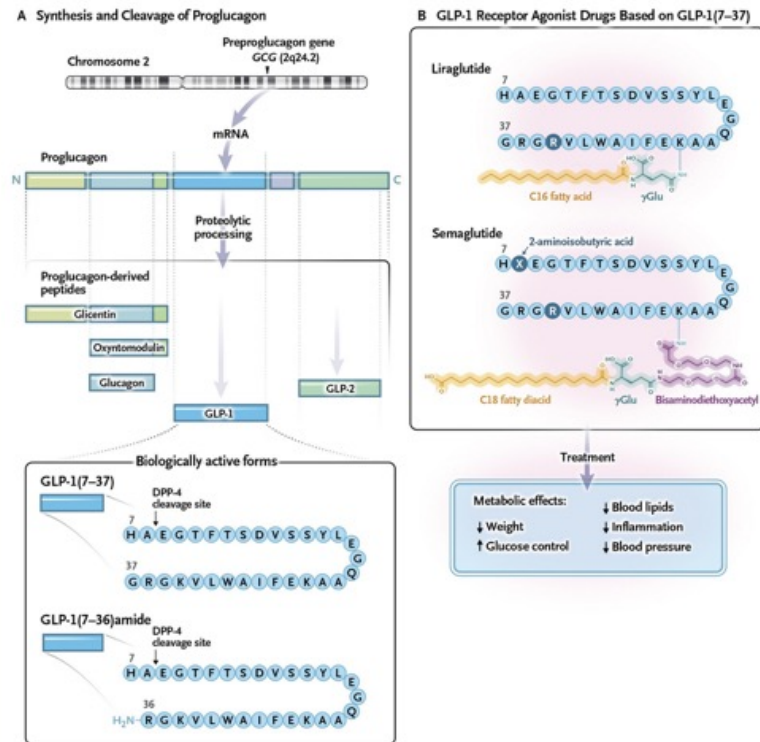 A Synthesis and Cleavage of Proglucagon
Preproglucagon gene
GCG (2q24.2)
Chromosome 2
mRNA
Proglucagon
N
C
Proteolytic
processing
Proglucagon-derived
peptides
Glicentin
Oxyntomodulin
Glucagon
GLP-2
GLP-1
Biologically active forms
GLP-1(7–37)
DPP-4
cleavage site
7
H A E G T F T S D V S S Y L
E
G
Q
37
G R G K V L W A I F E K A A
GLP-1(7–36)amide
DPP-4
cleavage site
7
H A E G T F T S D V S S Y L
E
G
Q
36
H₂N R G K V L W A I F E K A A
B GLP-1 Receptor Agonist Drugs Based on GLP-1(7–37)
Liraglutide
7
H A E G T F T S D V S S Y L
E
G
Q
37
G R G R V L W A I F E K A A
NH
HO
O
O
N
H
O
C16 fatty acid
γGlu
Semaglutide
2-aminoisobutyric acid
7
H X E G T F T S D V S S Y L
E
G
Q
37
G R G R V L W A I F E K A A
NH
HO
O
C18 fatty diacid
γGlu
Bisaminodiethoxyacetyl
Treatment
Metabolic effects:
↓ Weight
↑ Glucose control
↓ Blood lipids
↓ Inflammation
↓ Blood pressure